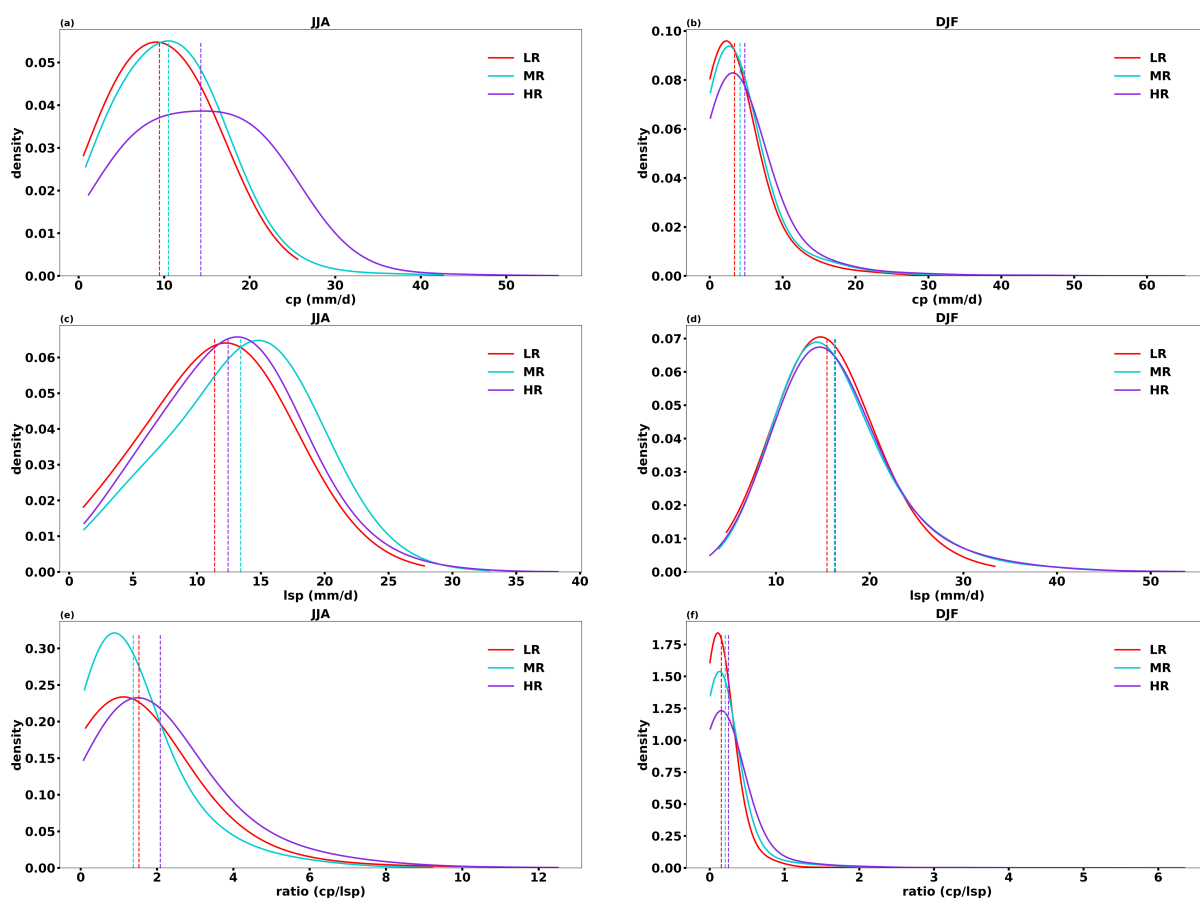 (a) JJA
LR
MR
HR
density
0.05
0.04
0.03
0.02
0.01
0.00
0 10 20 30 40 50
cp (mm/d)
(b) DJF
LR
MR
HR
density
0.10
0.08
0.06
0.04
0.02
0.00
0 10 20 30 40 50 60
cp (mm/d)
(c) JJA
LR
MR
HR
density
0.06
0.05
0.04
0.03
0.02
0.01
0.00
0 5 10 15 20 25 30 35 40
lsp (mm/d)
(d) DJF
LR
MR
HR
density
0.07
0.06
0.05
0.04
0.03
0.02
0.01
0.00
10 20 30 40 50
lsp (mm/d)
(e) JJA
LR
MR
HR
density
0.30
0.25
0.20
0.15
0.10
0.05
0.00
0 2 4 6 8 10 12
ratio (cp/lsp)
(f) DJF
LR
MR
HR
density
1.75
1.50
1.25
1.00
0.75
0.50
0.25
0.00
0 1 2 3 4 5 6
ratio (cp/lsp)